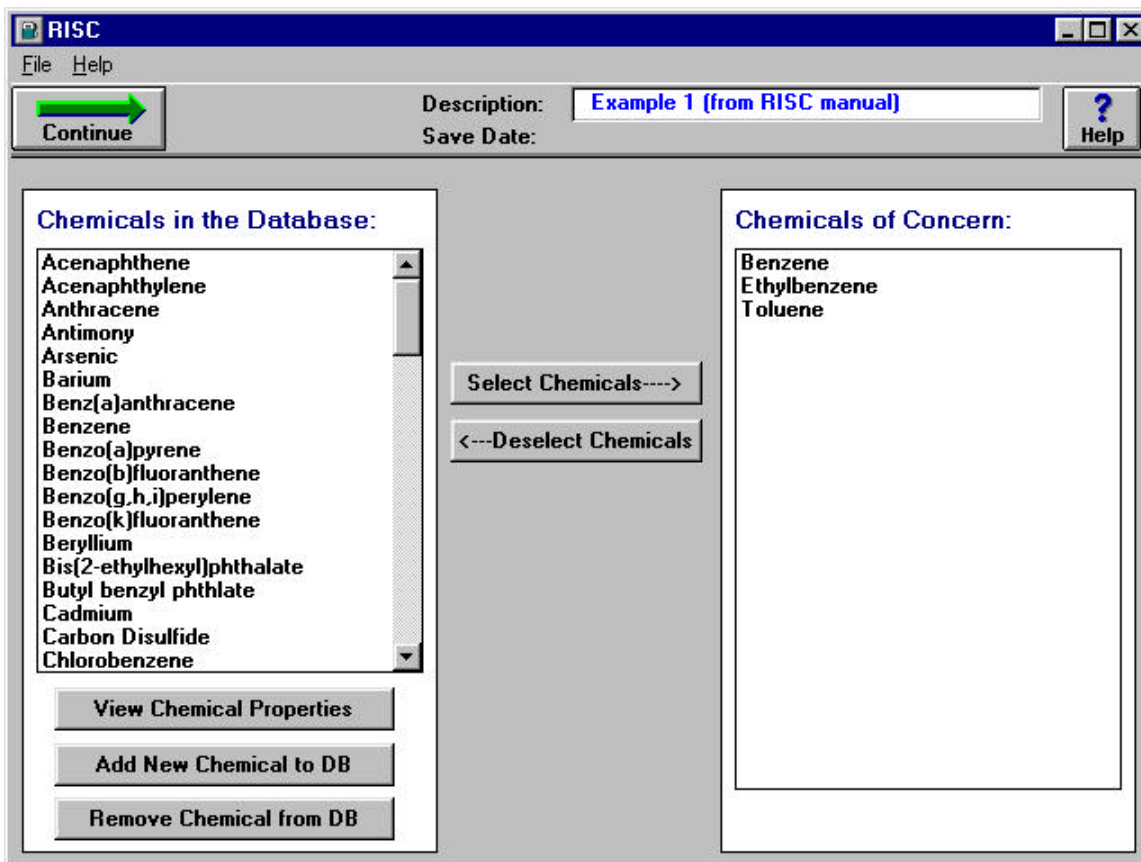 RISC
File Help
Continue
Description: Example 1 (from RISC manual)
Save Date:
? Help
Chemicals in the Database:
Acenaphthene
Acenaphthylene
Anthracene
Antimony
Arsenic
Barium
Benz(a)anthracene
Benzene
Benzo(a)pyrene
Benzo(b)fluoranthene
Benzo(g,h,i)perylene
Benzo(k)fluoranthene
Beryllium
Bis(2-ethylhexyl)phthalate
Butyl benzyl phthlate
Cadmium
Carbon Disulfide
Chlorobenzene
View Chemical Properties
Add New Chemical to DB
Remove Chemical from DB
Select Chemicals---->
<---Deselect Chemicals
Chemicals of Concern:
Benzene
Ethylbenzene
Toluene